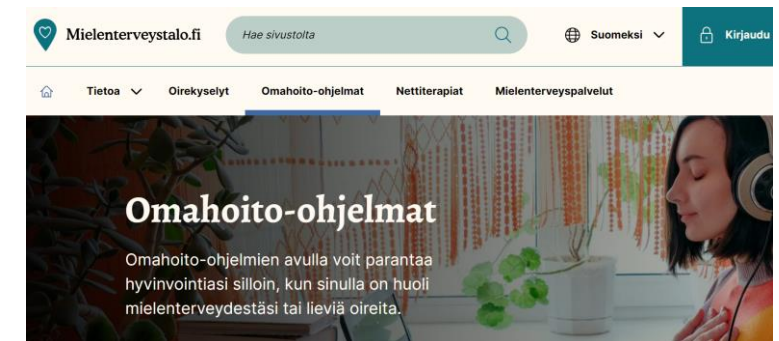 Mielenterveystalo.fi
Hae sivustolta
Suomeksi
Kirjaudu
Tietoa
Oirekyselyt
Omahoito-ohjelmat
Nettiterapiat
Mielenterveyspalvelut
Omahoito-ohjelmat
Omahoito-ohjelmien avulla voit parantaa
hyvinvointiasi silloin, kun sinulla on huoli
mielenterveydestäsi tai lieviä oireita.